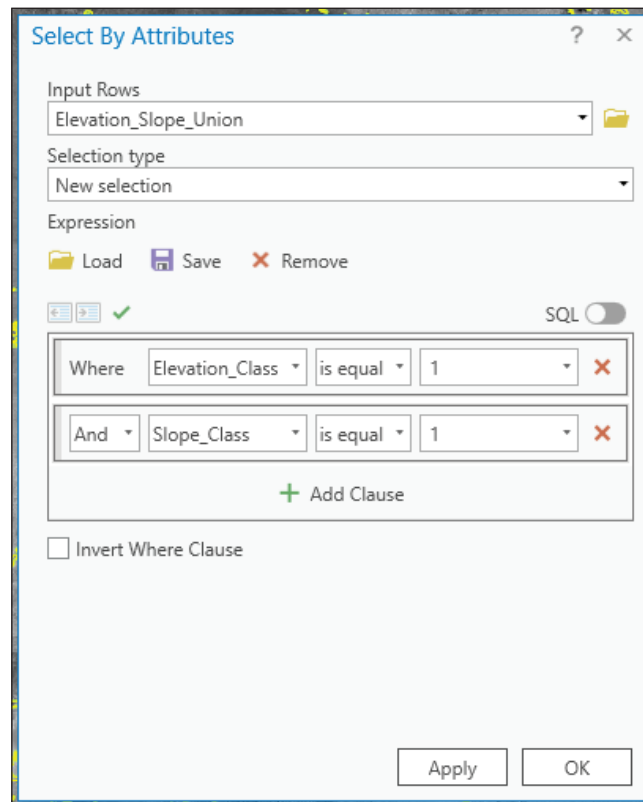 Select By Attributes ? ×
Input Rows
Elevation_Slope_Union
Selection type
New selection
Expression
Load Save Remove
SQL
Where Elevation_Class is equal 1
And Slope_Class is equal 1
+ Add Clause
Invert Where Clause
Apply OK